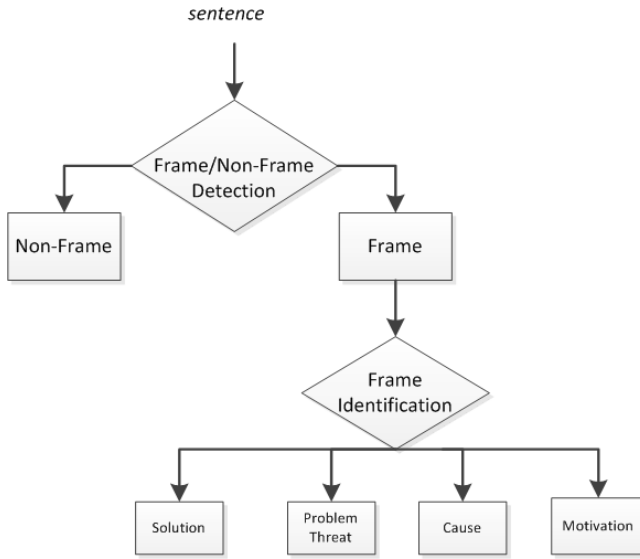 sentence
Frame/Non-Frame
Detection
Non-Frame
Frame
Frame
Identification
Solution
Problem
Threat
Cause
Motivation